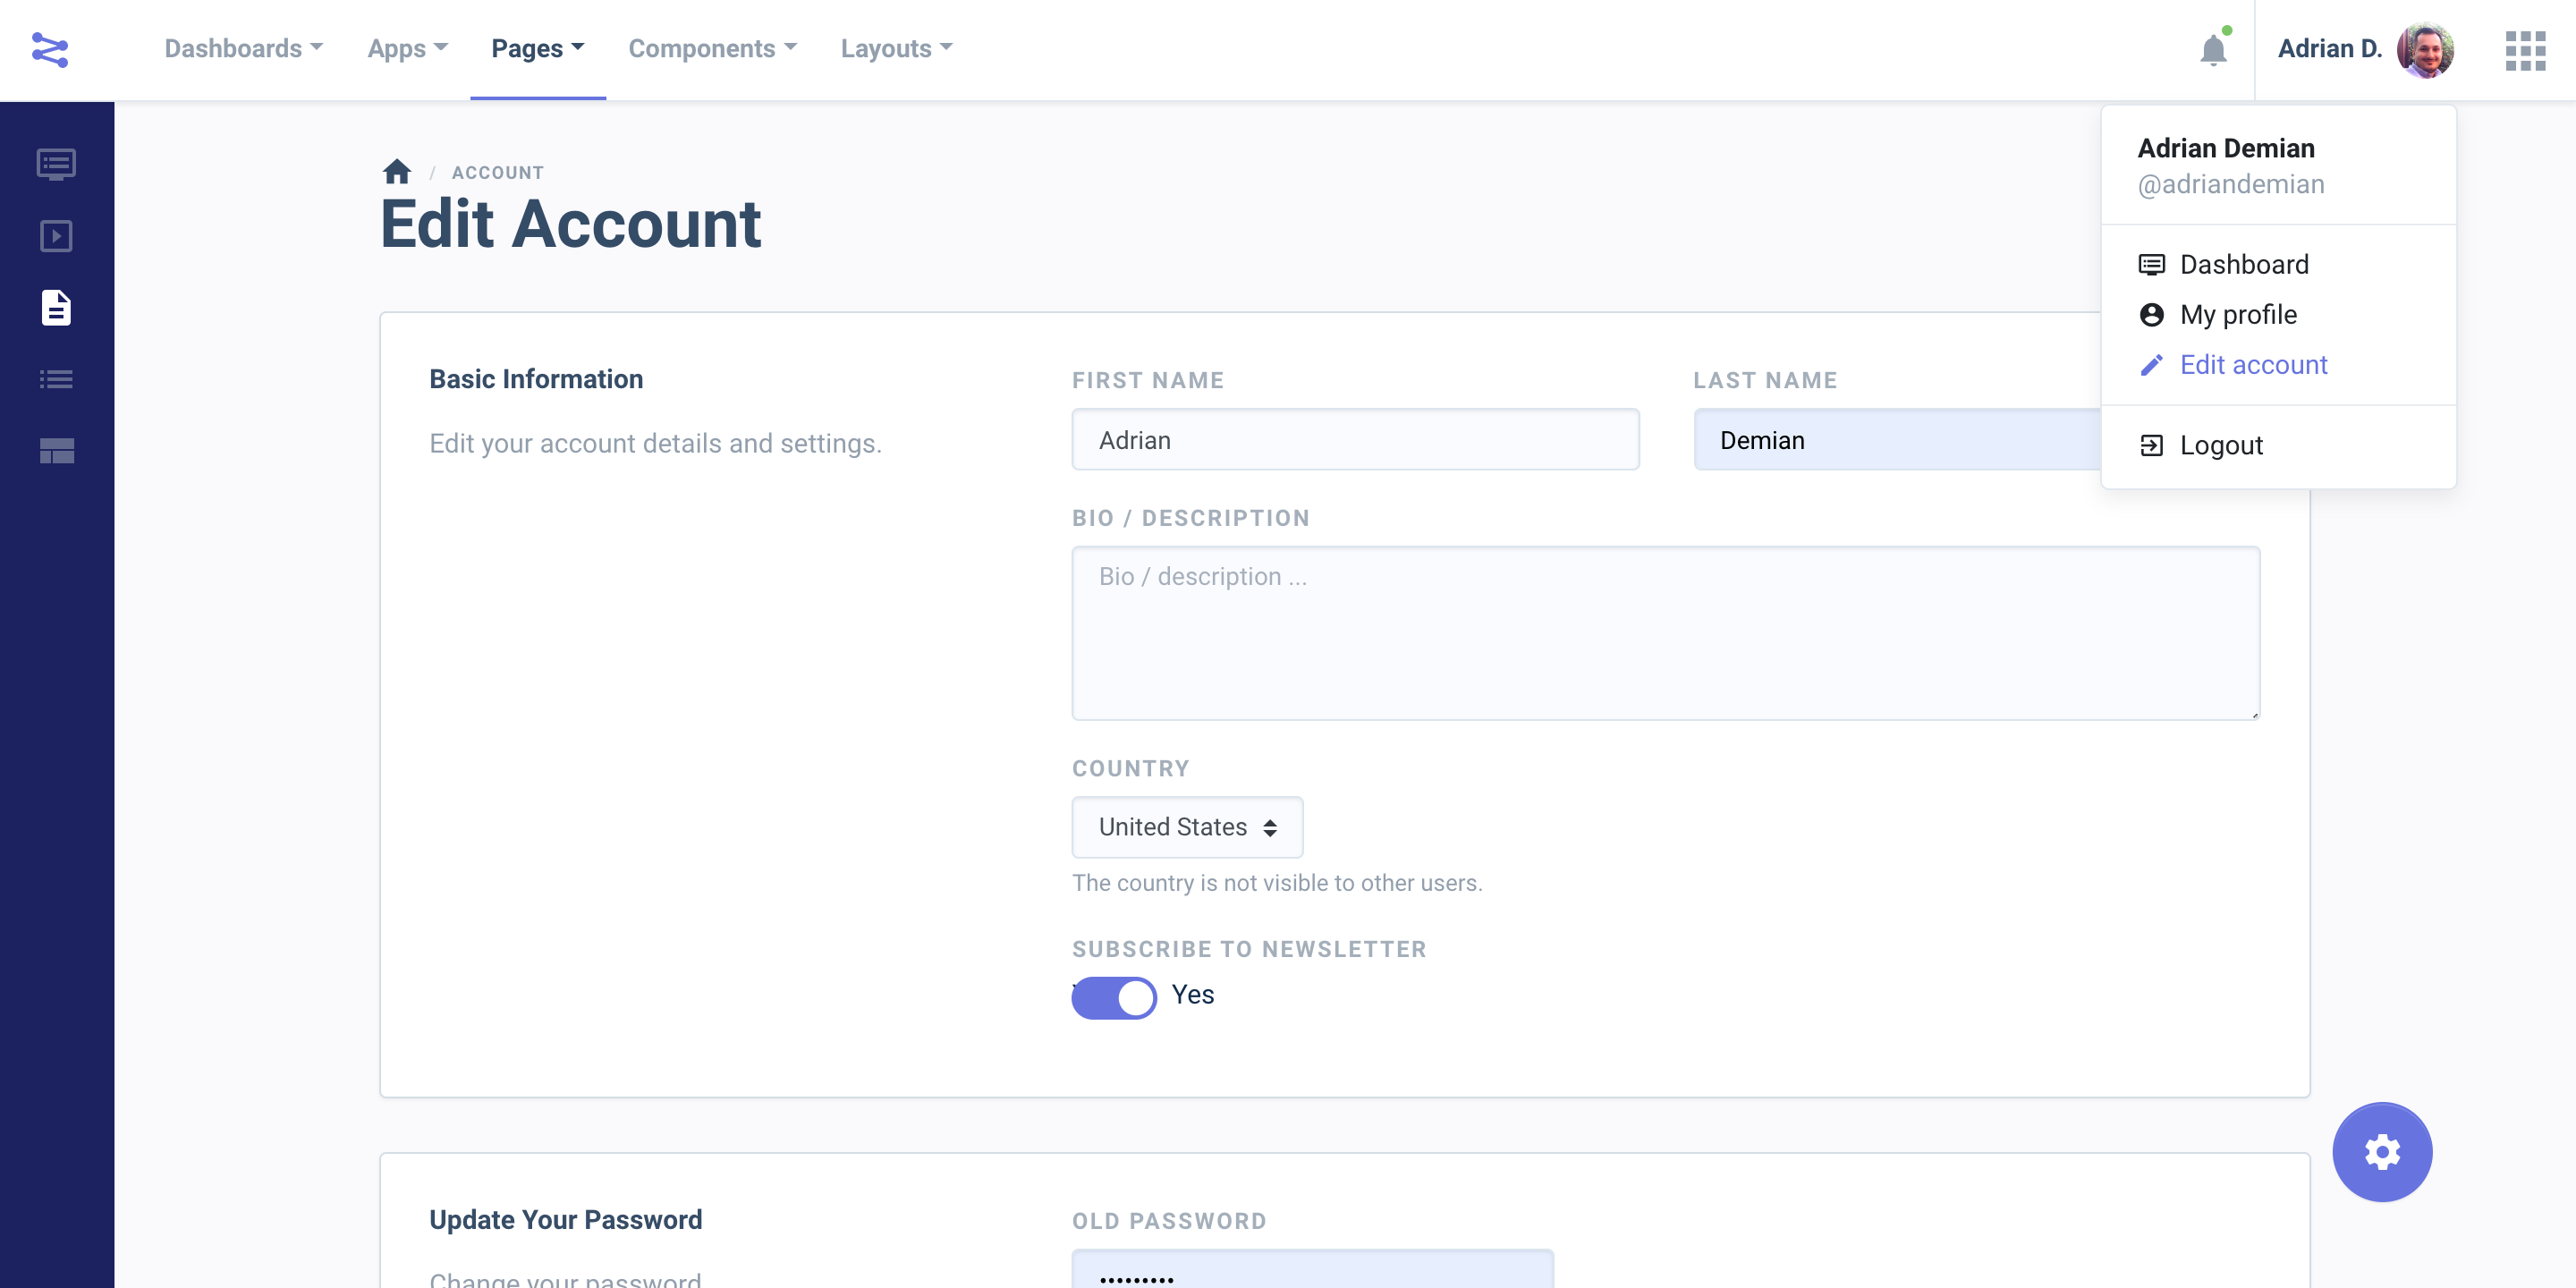 Dashboards Apps Pages Components Layouts Adrian D.
/ ACCOUNT
Edit Account
Adrian Demian
@adriandemian
Dashboard
My profile
Edit account
Logout
Basic Information
Edit your account details and settings.
FIRST NAME LAST NAME
Adrian Demian
BIO / DESCRIPTION
Bio / description ...
COUNTRY
United States
The country is not visible to other users.
SUBSCRIBE TO NEWSLETTER
Yes
Update Your Password
Change your password
OLD PASSWORD
•••••••••